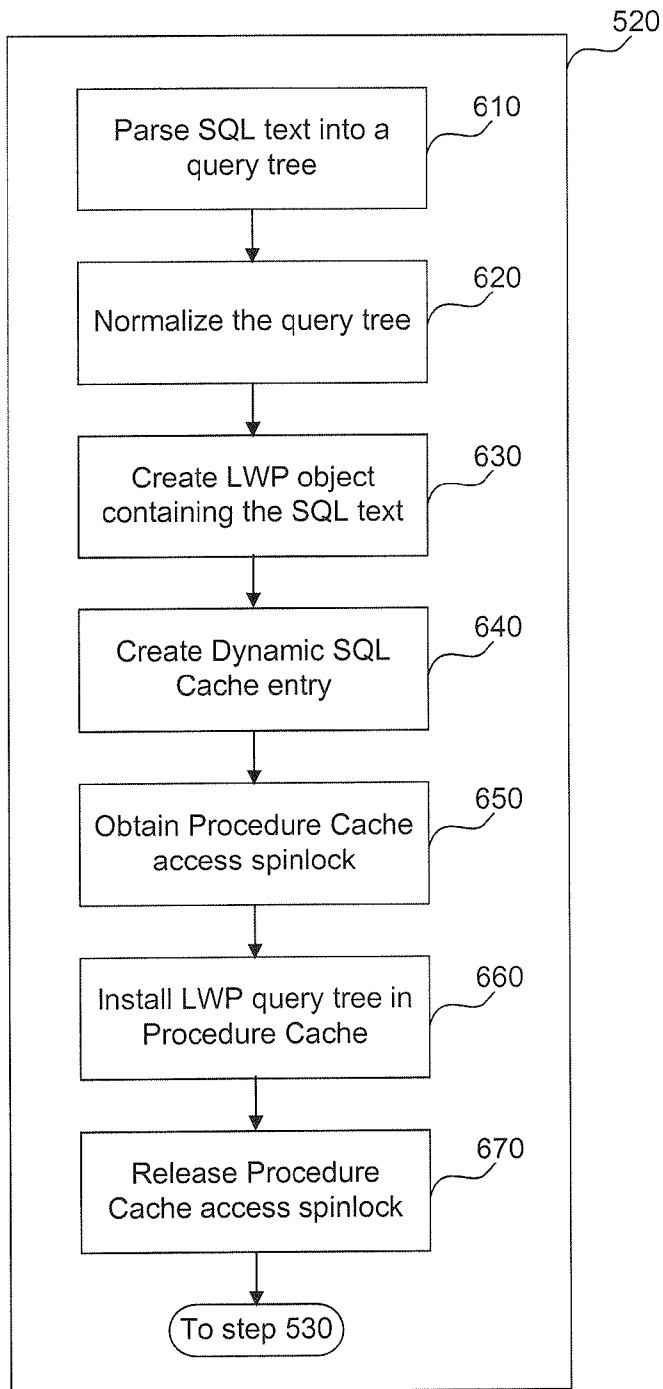 520
610
Parse SQL text into a
query tree
620
Normalize the query tree
630
Create LWP object
containing the SQL text
640
Create Dynamic SQL
Cache entry
650
Obtain Procedure Cache
access spinlock
660
Install LWP query tree in
Procedure Cache
670
Release Procedure
Cache access spinlock
To step 530